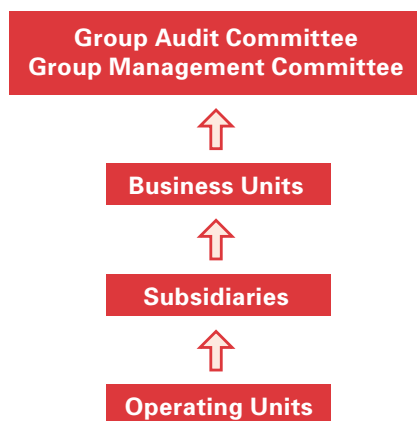 Group Audit Committee
Group Management Committee
Business Units
Subsidiaries
Operating Units